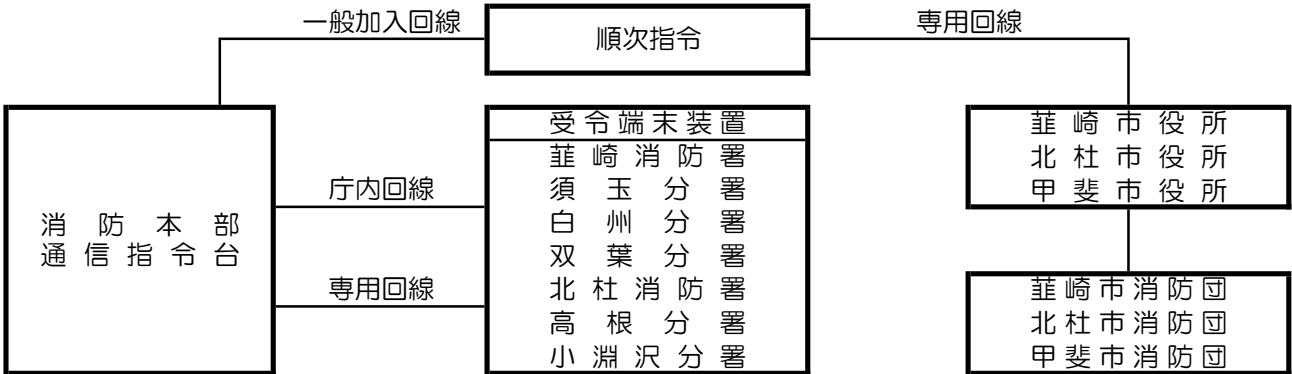 一般加入回線
順次指令
専用回線
消防本部
通信指令台
庁内回線
専用回線
受令端末装置
韮崎消防署
須玉分署
白州分署
双葉分署
北杜消防署
高根分署
小淵沢分署
韮崎市役所
北杜市役所
甲斐市役所
韮崎市消防団
北杜市消防団
甲斐市消防団